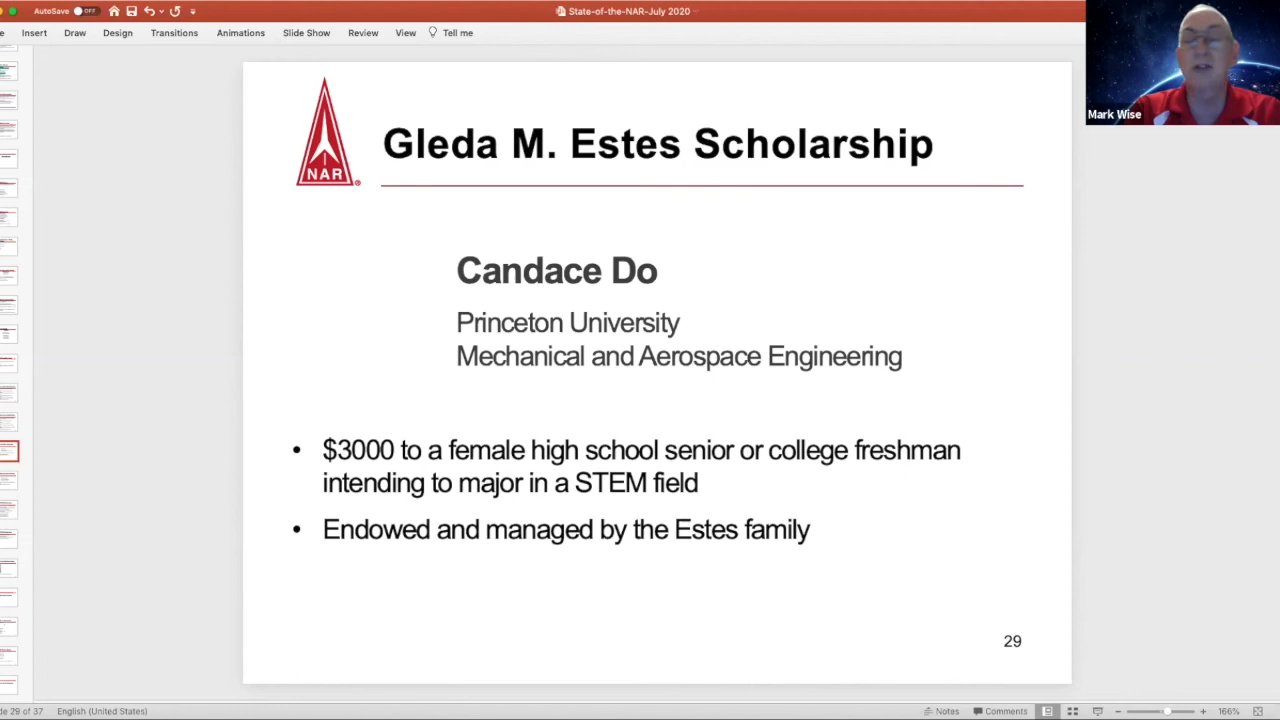 AutoSave OFF
State-of-the-NAR-July 2020
Insert Draw Design Transitions Animations Slide Show Review View Tell me
Mark Wise
NAR
®
Gleda M. Estes Scholarship
Candace Do
Princeton University
Mechanical and Aerospace Engineering
• $3000 to a female high school senior or college freshman
intending to major in a STEM field
• Endowed and managed by the Estes family
29
de 29 of 37 English (United States) Notes Comments 166%